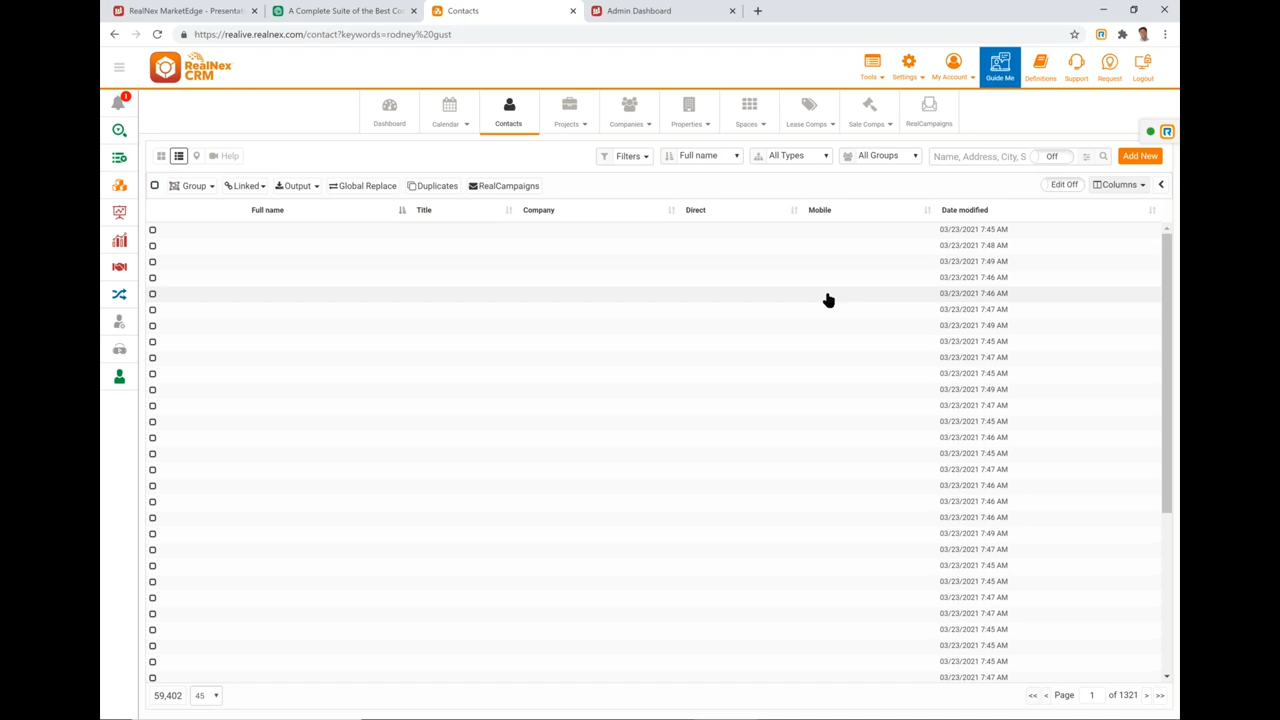 RealNex MarketEdge - Presentat
A Complete Suite of the Best Co
Contacts
Admin Dashboard
https://realive.realnex.com/contact?keywords=rodney%20gust
RealNex CRM
Tools
Settings
My Account
Guide Me
Definitions
Support
Request
Logout
1
Dashboard
Calendar
Contacts
Projects
Companies
Properties
Spaces
Lease Comps
Sale Comps
RealCampaigns
Help
Filters
Full name
All Types
All Groups
Name, Address, City, S
Off
Add New
Group
Linked
Output
Global Replace
Duplicates
RealCampaigns
Edit Off
Columns
Full name Title Company Direct Mobile Date modified
03/23/2021 7:45 AM
03/23/2021 7:48 AM
03/23/2021 7:49 AM
03/23/2021 7:46 AM
03/23/2021 7:46 AM
03/23/2021 7:47 AM
03/23/2021 7:49 AM
03/23/2021 7:45 AM
03/23/2021 7:47 AM
03/23/2021 7:45 AM
03/23/2021 7:49 AM
03/23/2021 7:47 AM
03/23/2021 7:45 AM
03/23/2021 7:46 AM
03/23/2021 7:45 AM
03/23/2021 7:47 AM
03/23/2021 7:46 AM
03/23/2021 7:46 AM
03/23/2021 7:46 AM
03/23/2021 7:49 AM
03/23/2021 7:47 AM
03/23/2021 7:45 AM
03/23/2021 7:45 AM
03/23/2021 7:47 AM
03/23/2021 7:47 AM
03/23/2021 7:45 AM
03/23/2021 7:45 AM
03/23/2021 7:45 AM
03/23/2021 7:47 AM
59,402 45 << < Page 1 of 1321 > >>